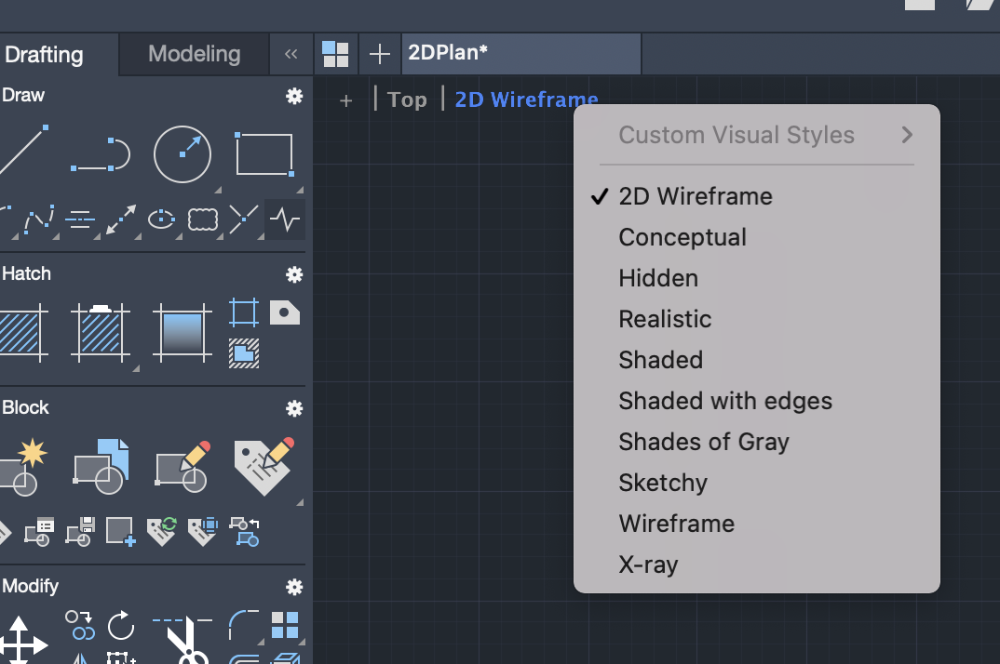 Drafting
Modeling
«
2DPlan*
Draw
+ | Top | 2D Wireframe
Custom Visual Styles
✓ 2D Wireframe
Conceptual
Hidden
Realistic
Shaded
Shaded with edges
Shades of Gray
Sketchy
Wireframe
X-ray
Hatch
Block
Modify